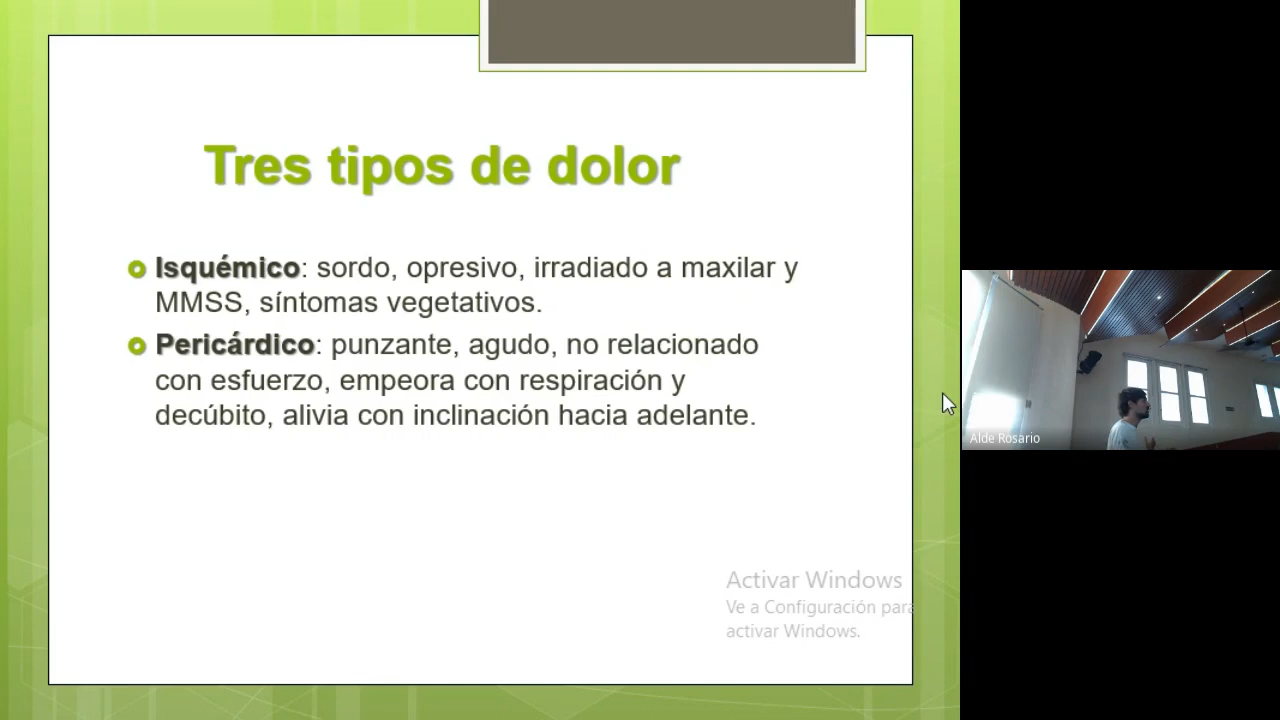 Tres tipos de dolor
Isquémico: sordo, opresivo, irradiado a maxilar y
MMSS, síntomas vegetativos.
Pericárdico: punzante, agudo, no relacionado
con esfuerzo, empeora con respiración y
decúbito, alivia con inclinación hacia adelante.
Activar Windows
Ve a Configuración para
activar Windows.
Alde Rosario